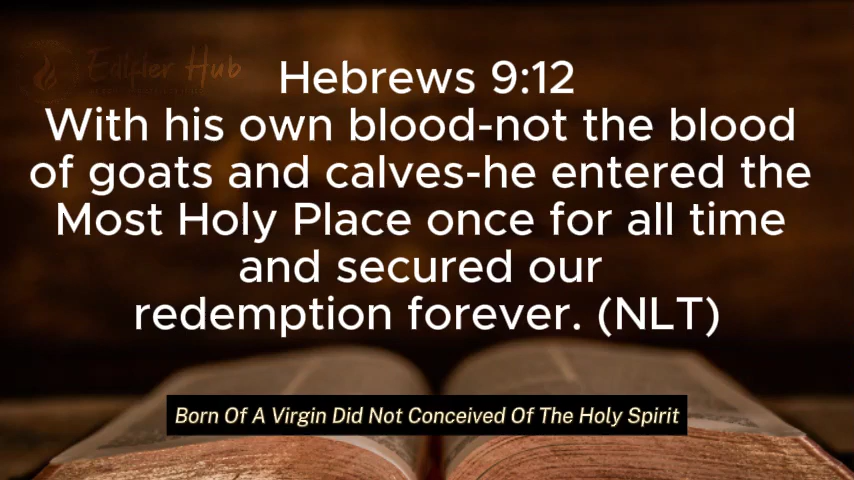 Edifier Hub
Hebrews 9:12
With his own blood-not the blood
of goats and calves-he entered the
Most Holy Place once for all time
and secured our
redemption forever. (NLT)
Born Of A Virgin Did Not Conceived Of The Holy Spirit